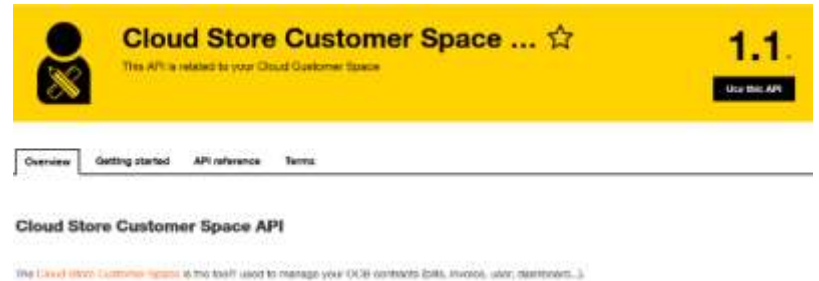 Cloud Store Customer Space ...
This API is related to your Cloud Customer Space
1.1
Use this API
Overview Getting started API reference Terms
Cloud Store Customer Space API
The Cloud Store Customer Space is the tool used to manage your OCB contracts (bills, invoice, user, dashboard...).